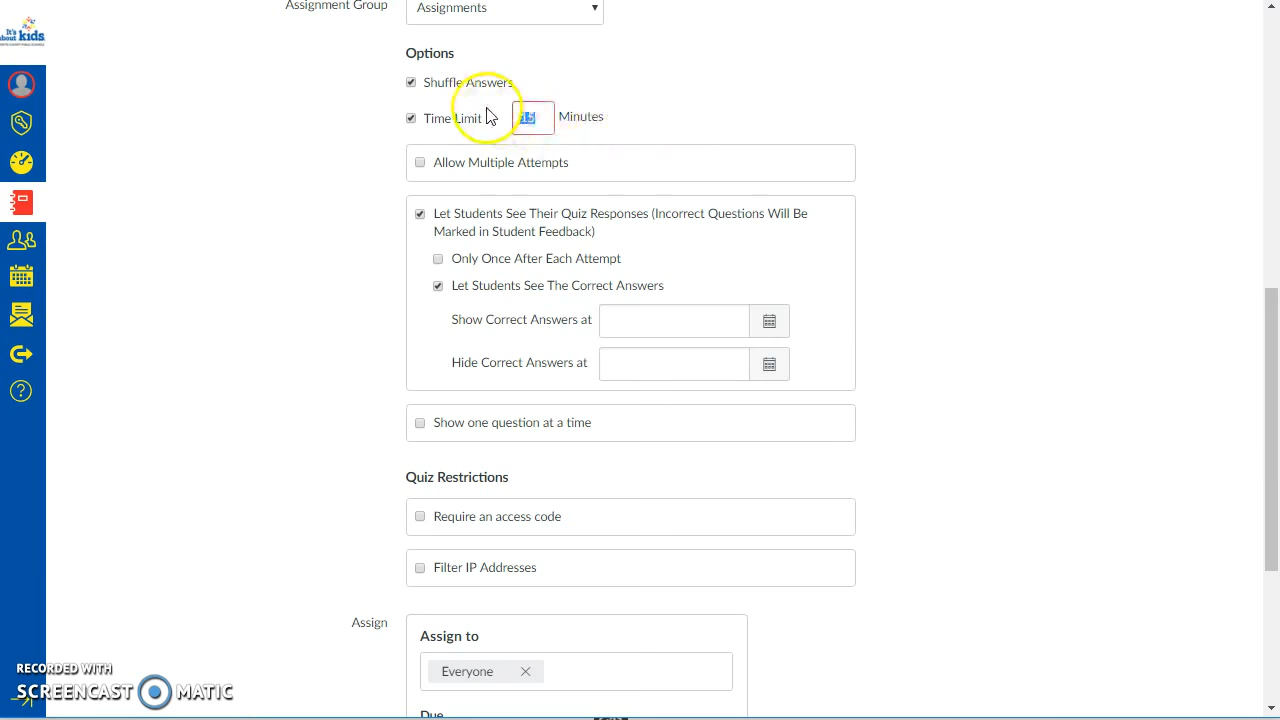 Assignment Group
Assignments
It's
about kids.
Options
Shuffle Answers
Time Limit 15 Minutes
Allow Multiple Attempts
Let Students See Their Quiz Responses (Incorrect Questions Will Be
Marked in Student Feedback)
Only Once After Each Attempt
Let Students See The Correct Answers
Show Correct Answers at
Hide Correct Answers at
Show one question at a time
Quiz Restrictions
Require an access code
Filter IP Addresses
Assign
Assign to
Everyone
Due
RECORDED WITH
SCREENCAST MATIC